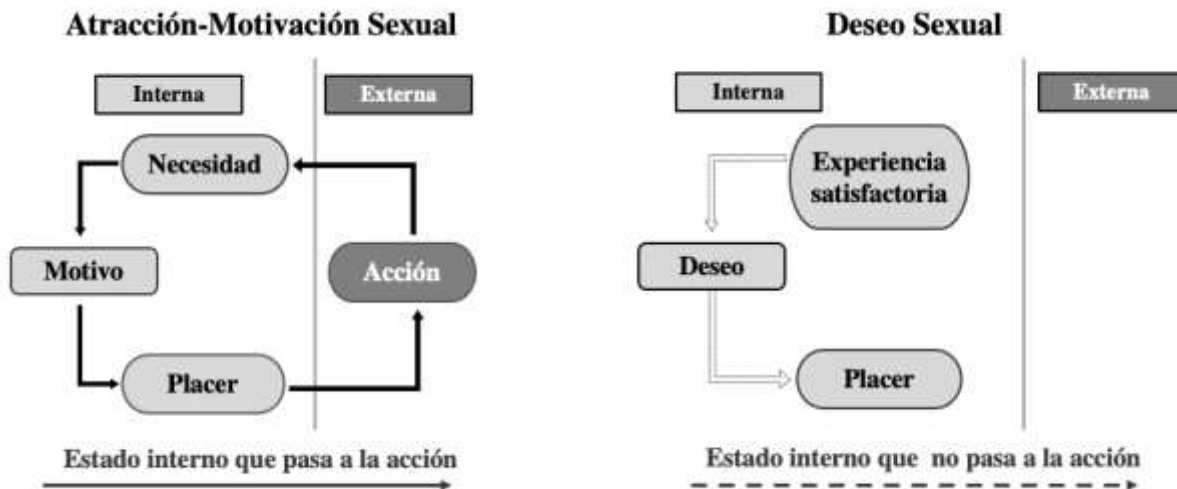 Atracción-Motivación Sexual
Interna
Externa
Necesidad
Motivo
Acción
Placer
Estado interno que pasa a la acción
Deseo Sexual
Interna
Externa
Experiencia
satisfactoria
Deseo
Placer
Estado interno que no pasa a la acción